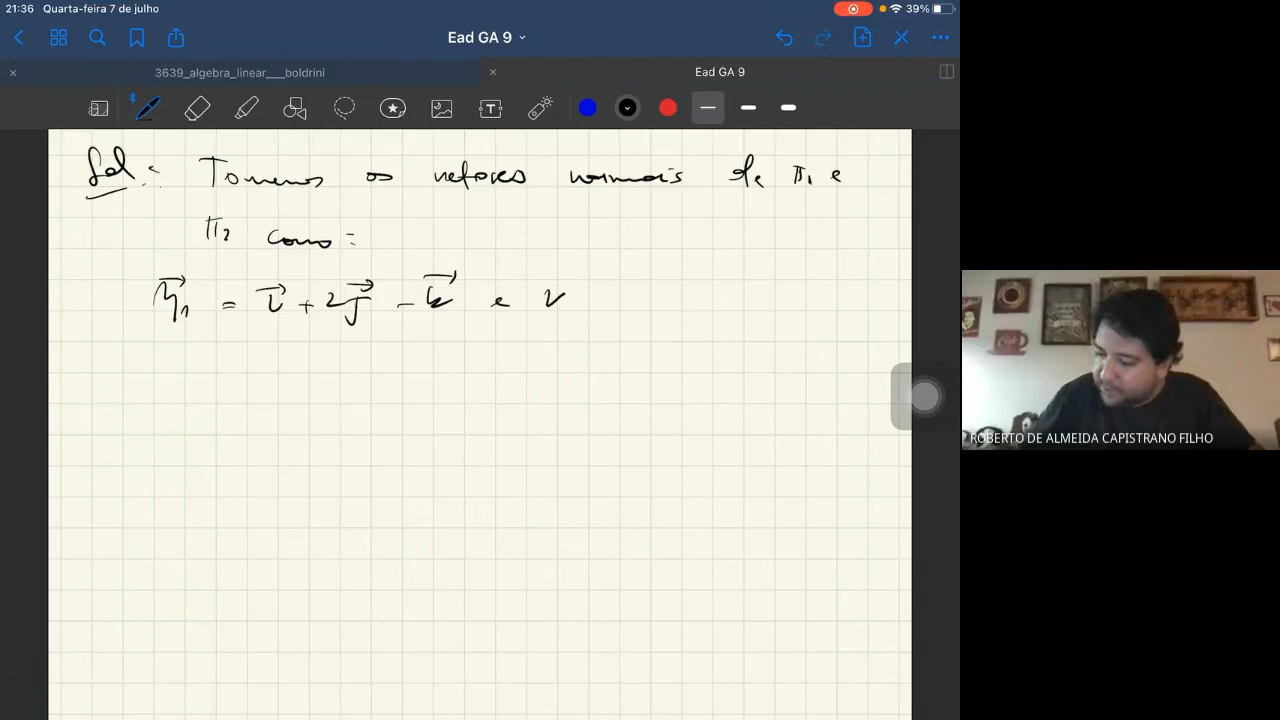 21:36 Quarta-feira 7 de julho
39%
Ead GA 9
3639_algebra_linear___boldrini
Ead GA 9
Sol: Tomemos os vetores normais de π₁ e
π₂ como:
η⃗₁ = i⃗ + 2j⃗ - k⃗ e
ROBERTO DE ALMEIDA CAPISTRANO FILHO